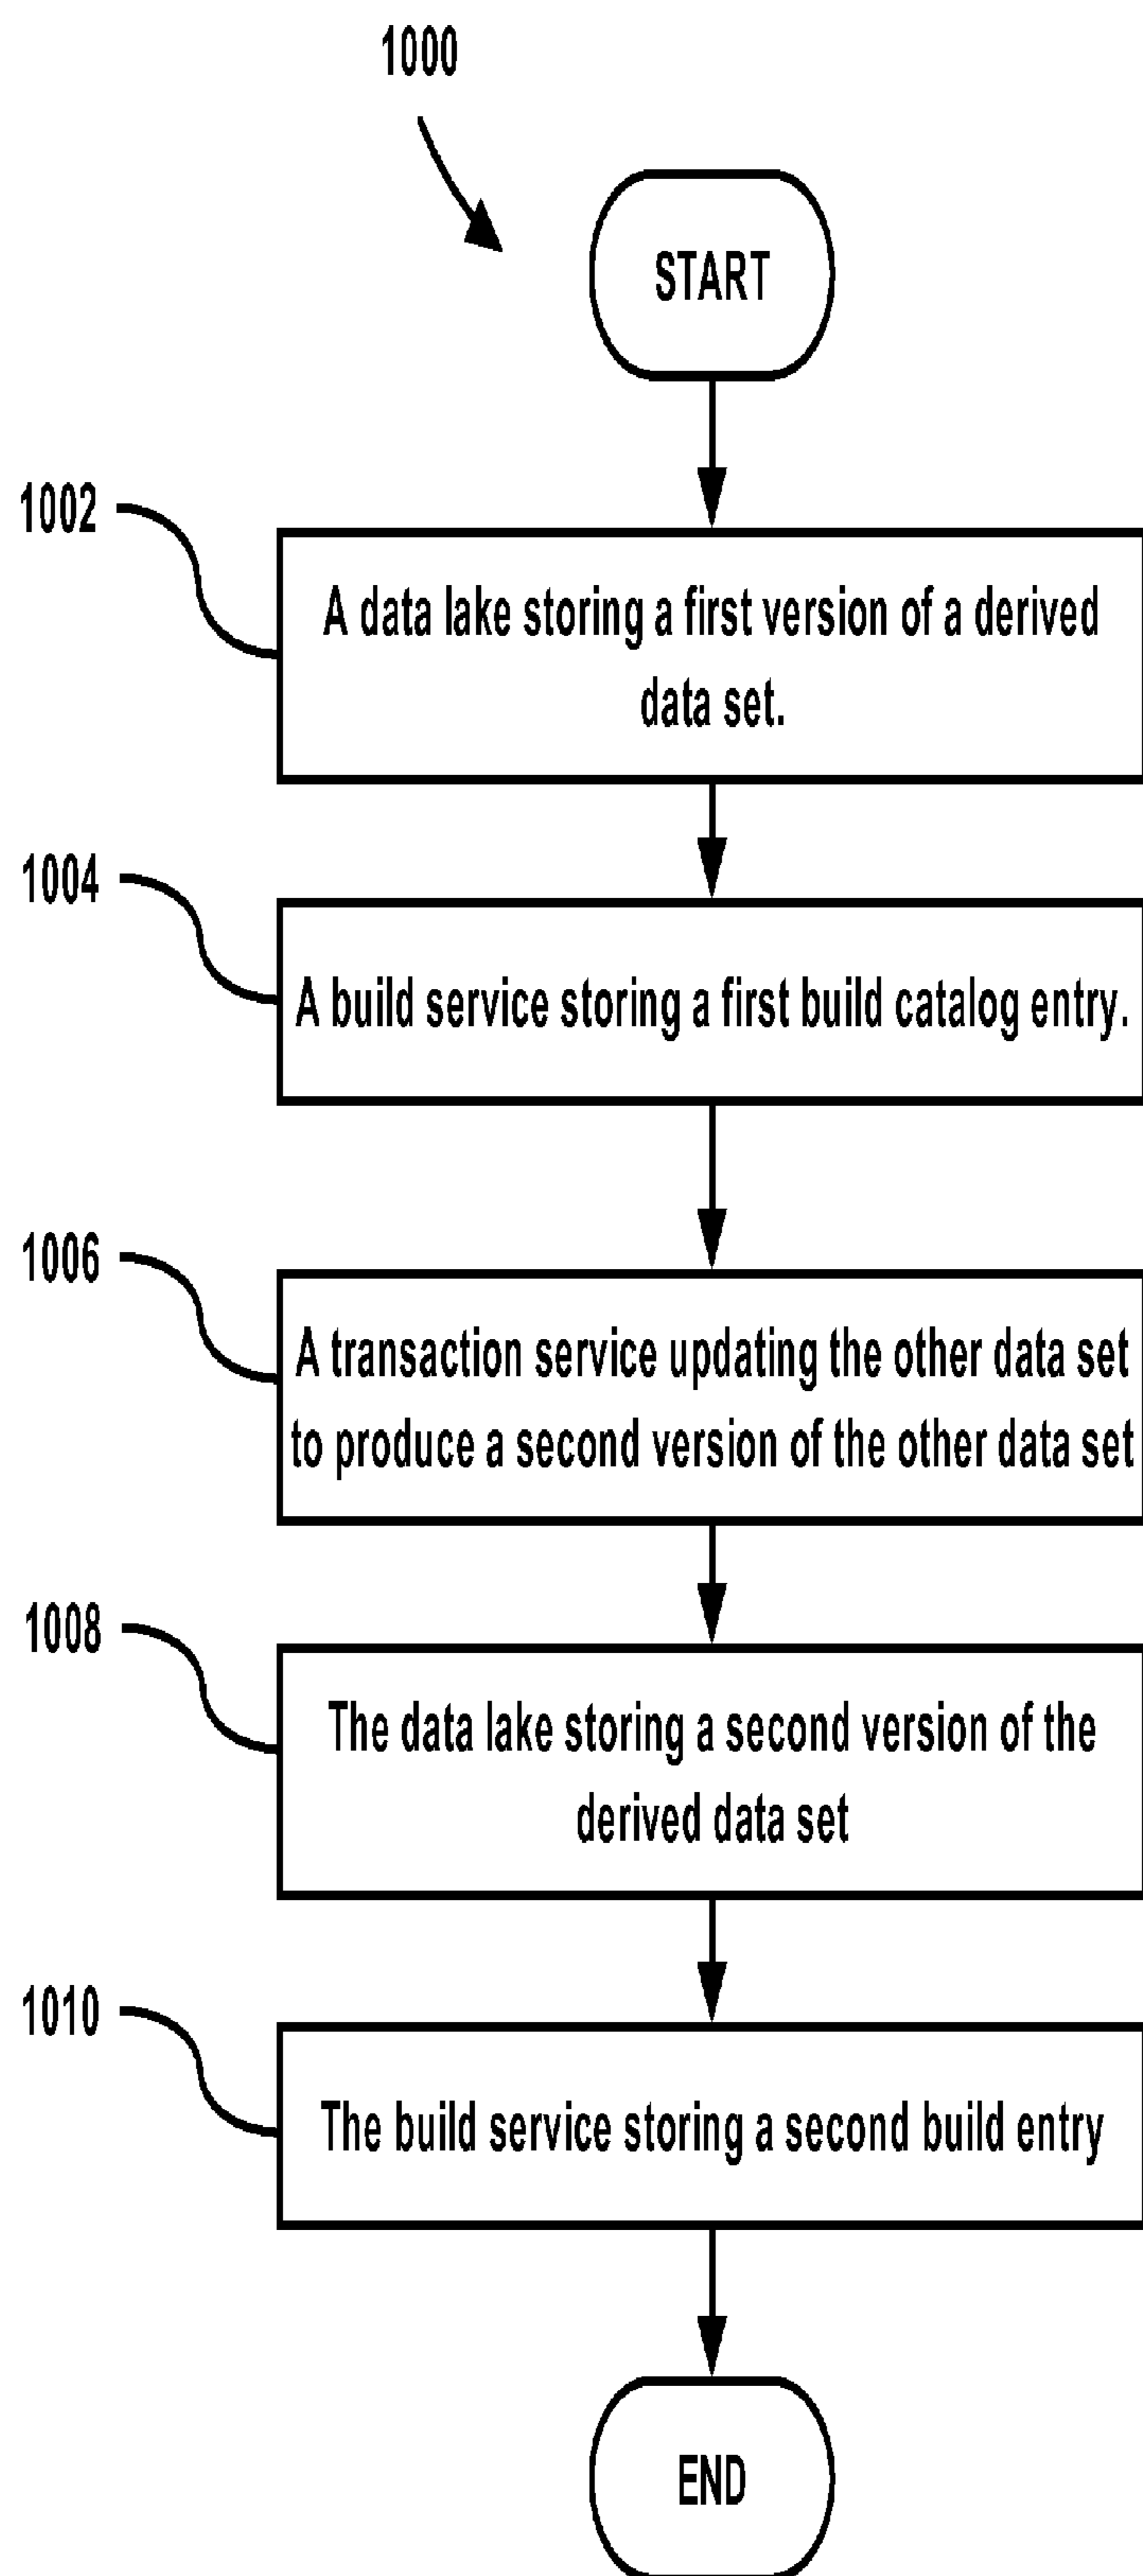 1000
START
1002
A data lake storing a first version of a derived
data set.
1004
A build service storing a first build catalog entry.
1006
A transaction service updating the other data set
to produce a second version of the other data set
1008
The data lake storing a second version of the
derived data set
1010
The build service storing a second build entry
END